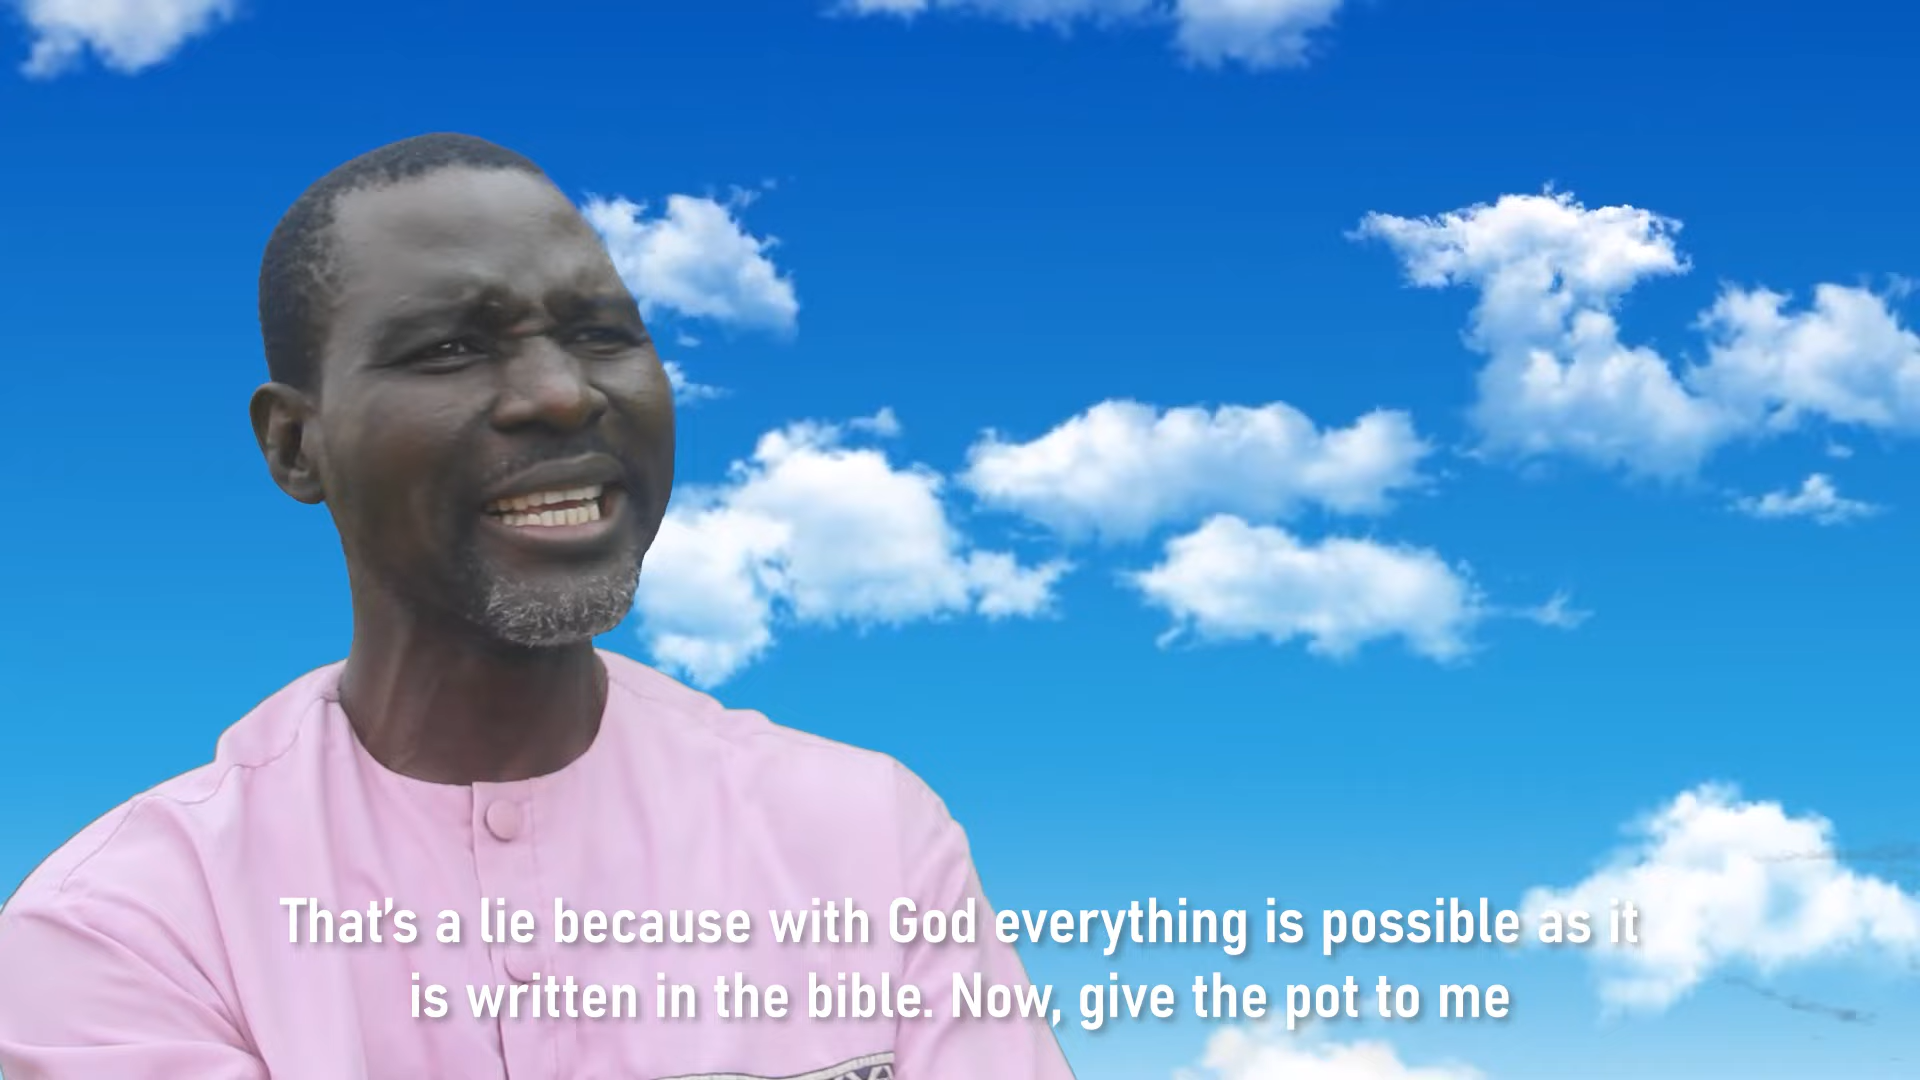 That’s a lie because with God everything is possible as it
is written in the bible. Now, give the pot to me